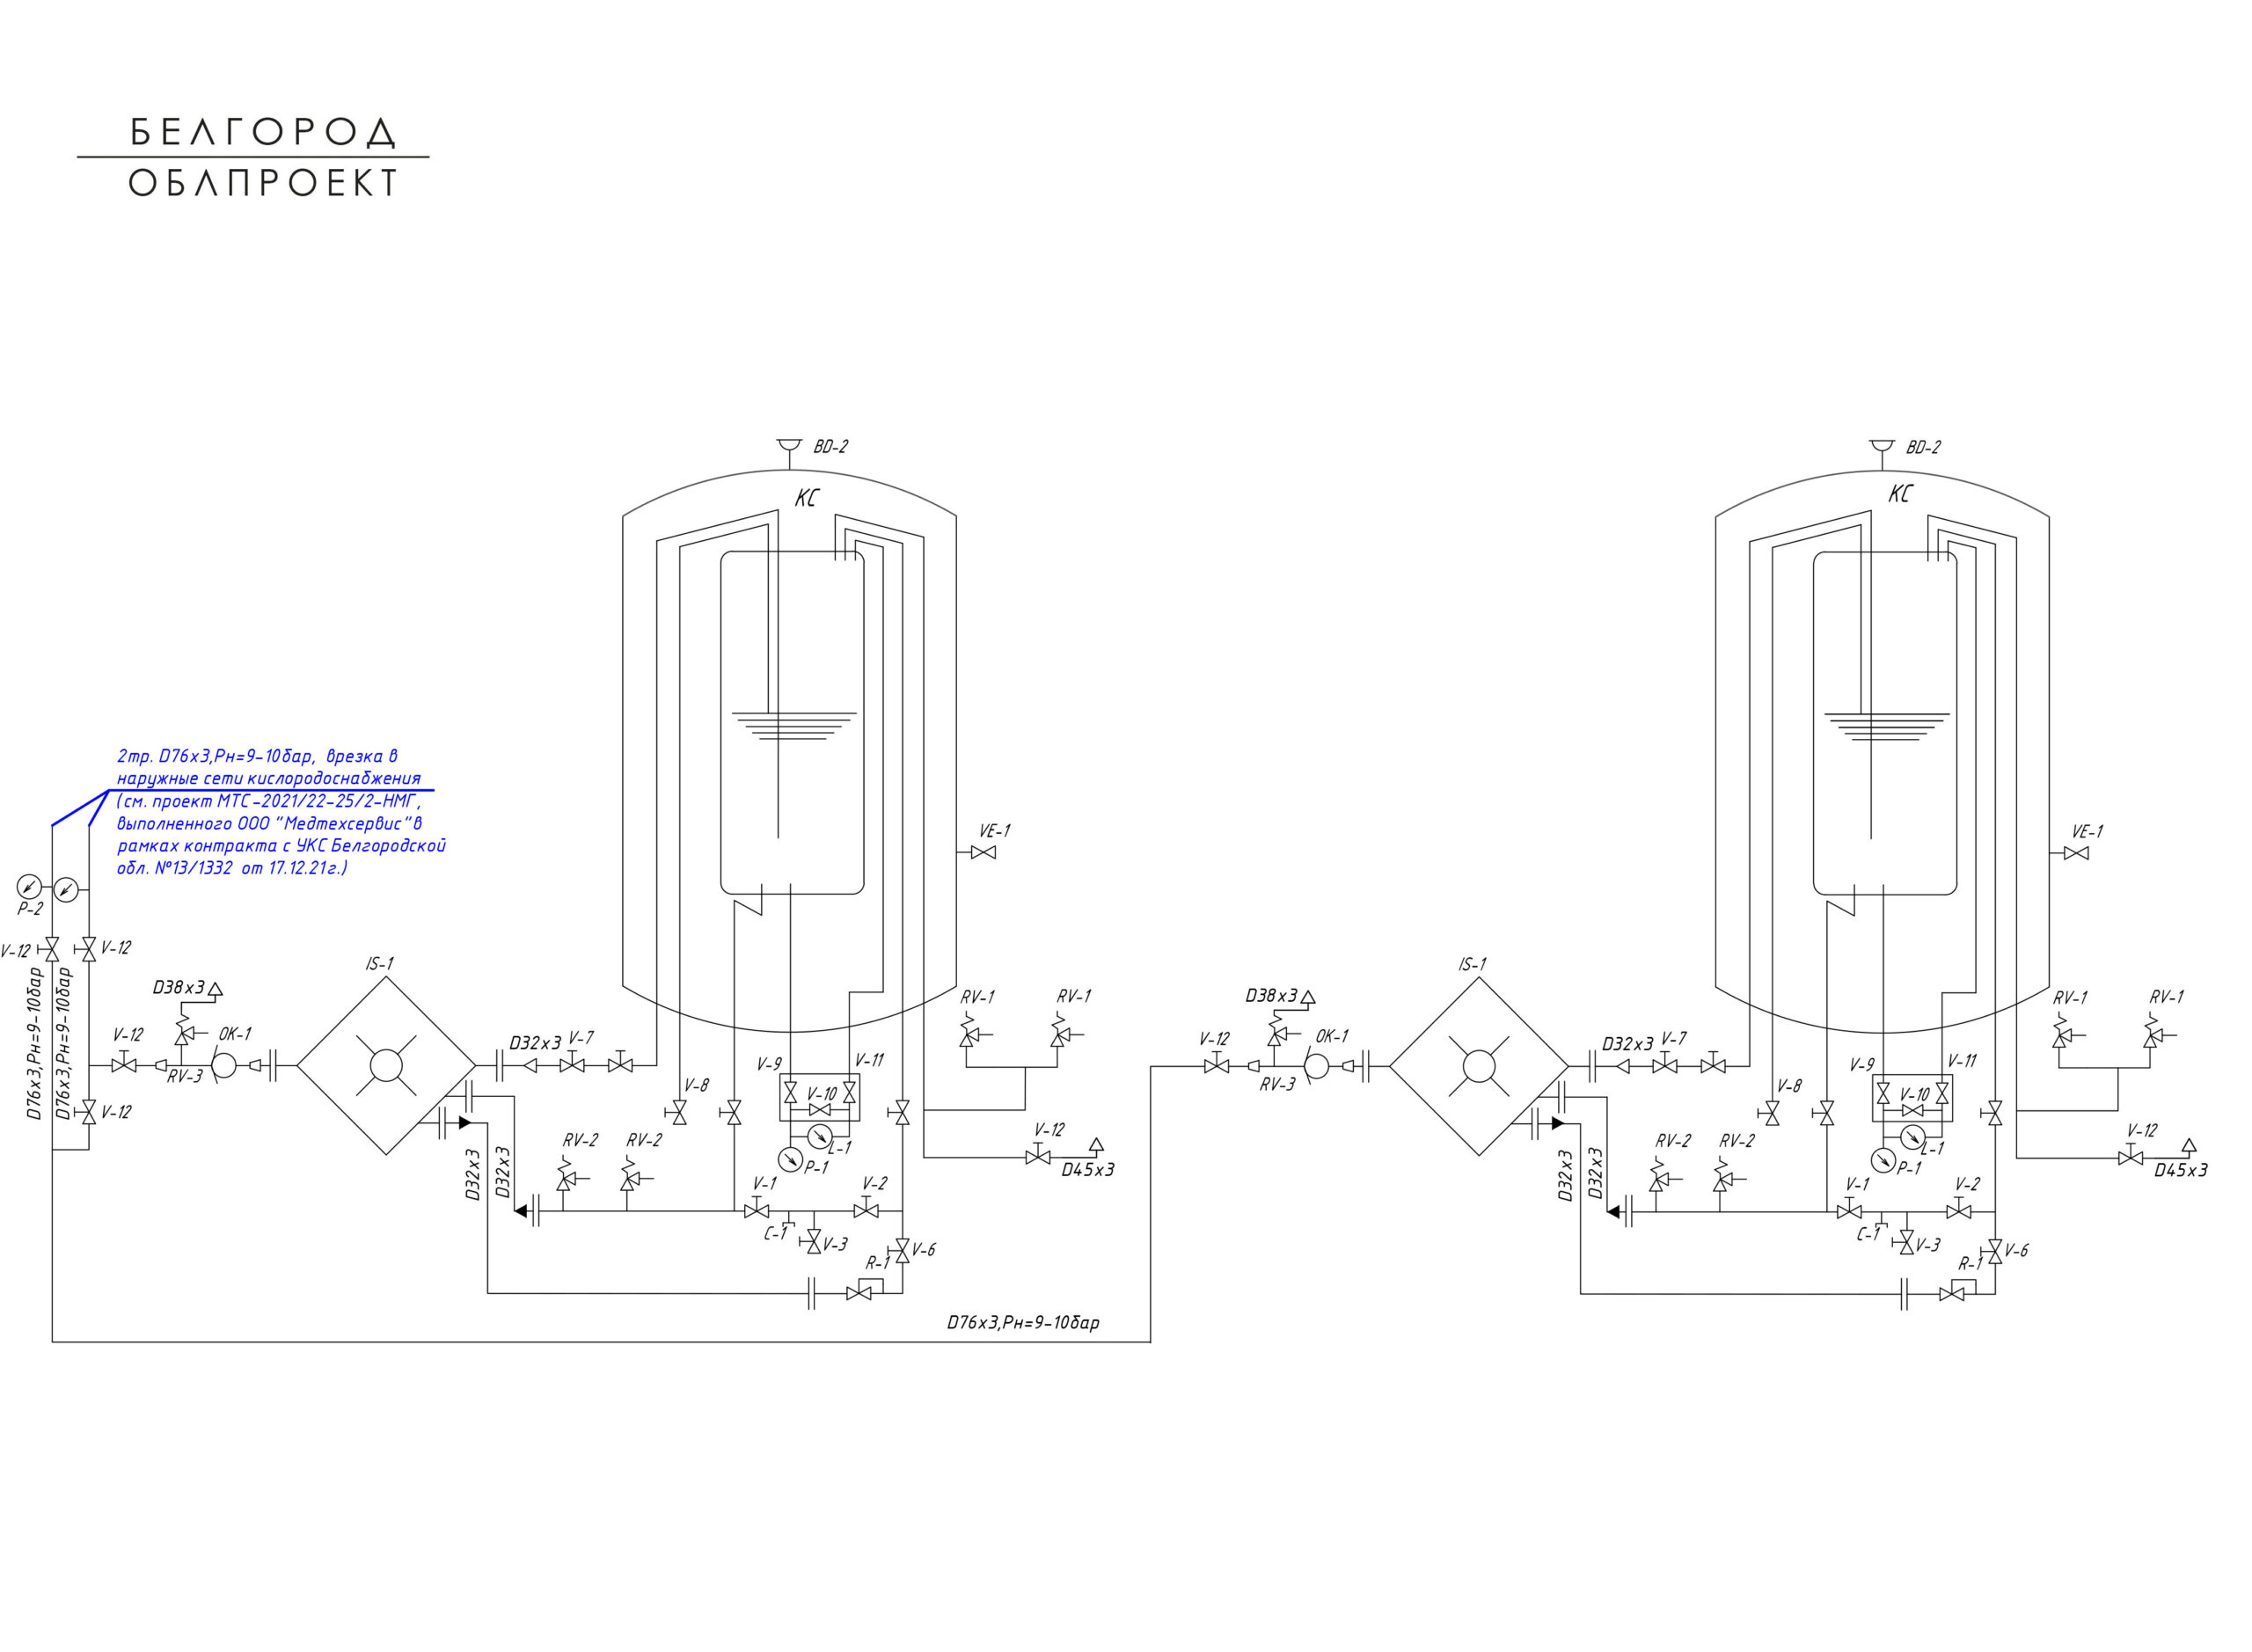 БЕЛГОРОД
ОБЛПРОЕКТ
2тр. D76х3,Рн=9-10бар, врезка в
наружные сети кислородоснабжения
(см. проект МТС-2021/22-25/2-НМГ,
выполненного ООО "Медтехсервис"в
рамках контракта с УКС Белгородской
обл. №13/1332 от 17.12.21г.)
P-2
V-12
V-12
D76х3,Рн=9-10бар
D76х3,Рн=9-10бар
V-12
V-12
D38х3
RV-3
ОК-1
IS-1
D32х3
V-7
D32х3
D32х3
RV-2
RV-2
BD-2
КС
VE-1
V-8
V-9
V-10
V-11
L-1
P-1
V-1
V-2
C-1
V-3
V-6
R-1
RV-1
RV-1
V-12
D45х3
D76х3,Рн=9-10бар
V-12
D38х3
RV-3
ОК-1
IS-1
D32х3
V-7
D32х3
D32х3
RV-2
RV-2
BD-2
КС
VE-1
V-8
V-9
V-10
V-11
L-1
P-1
V-1
V-2
C-1
V-3
V-6
R-1
RV-1
RV-1
V-12
D45х3